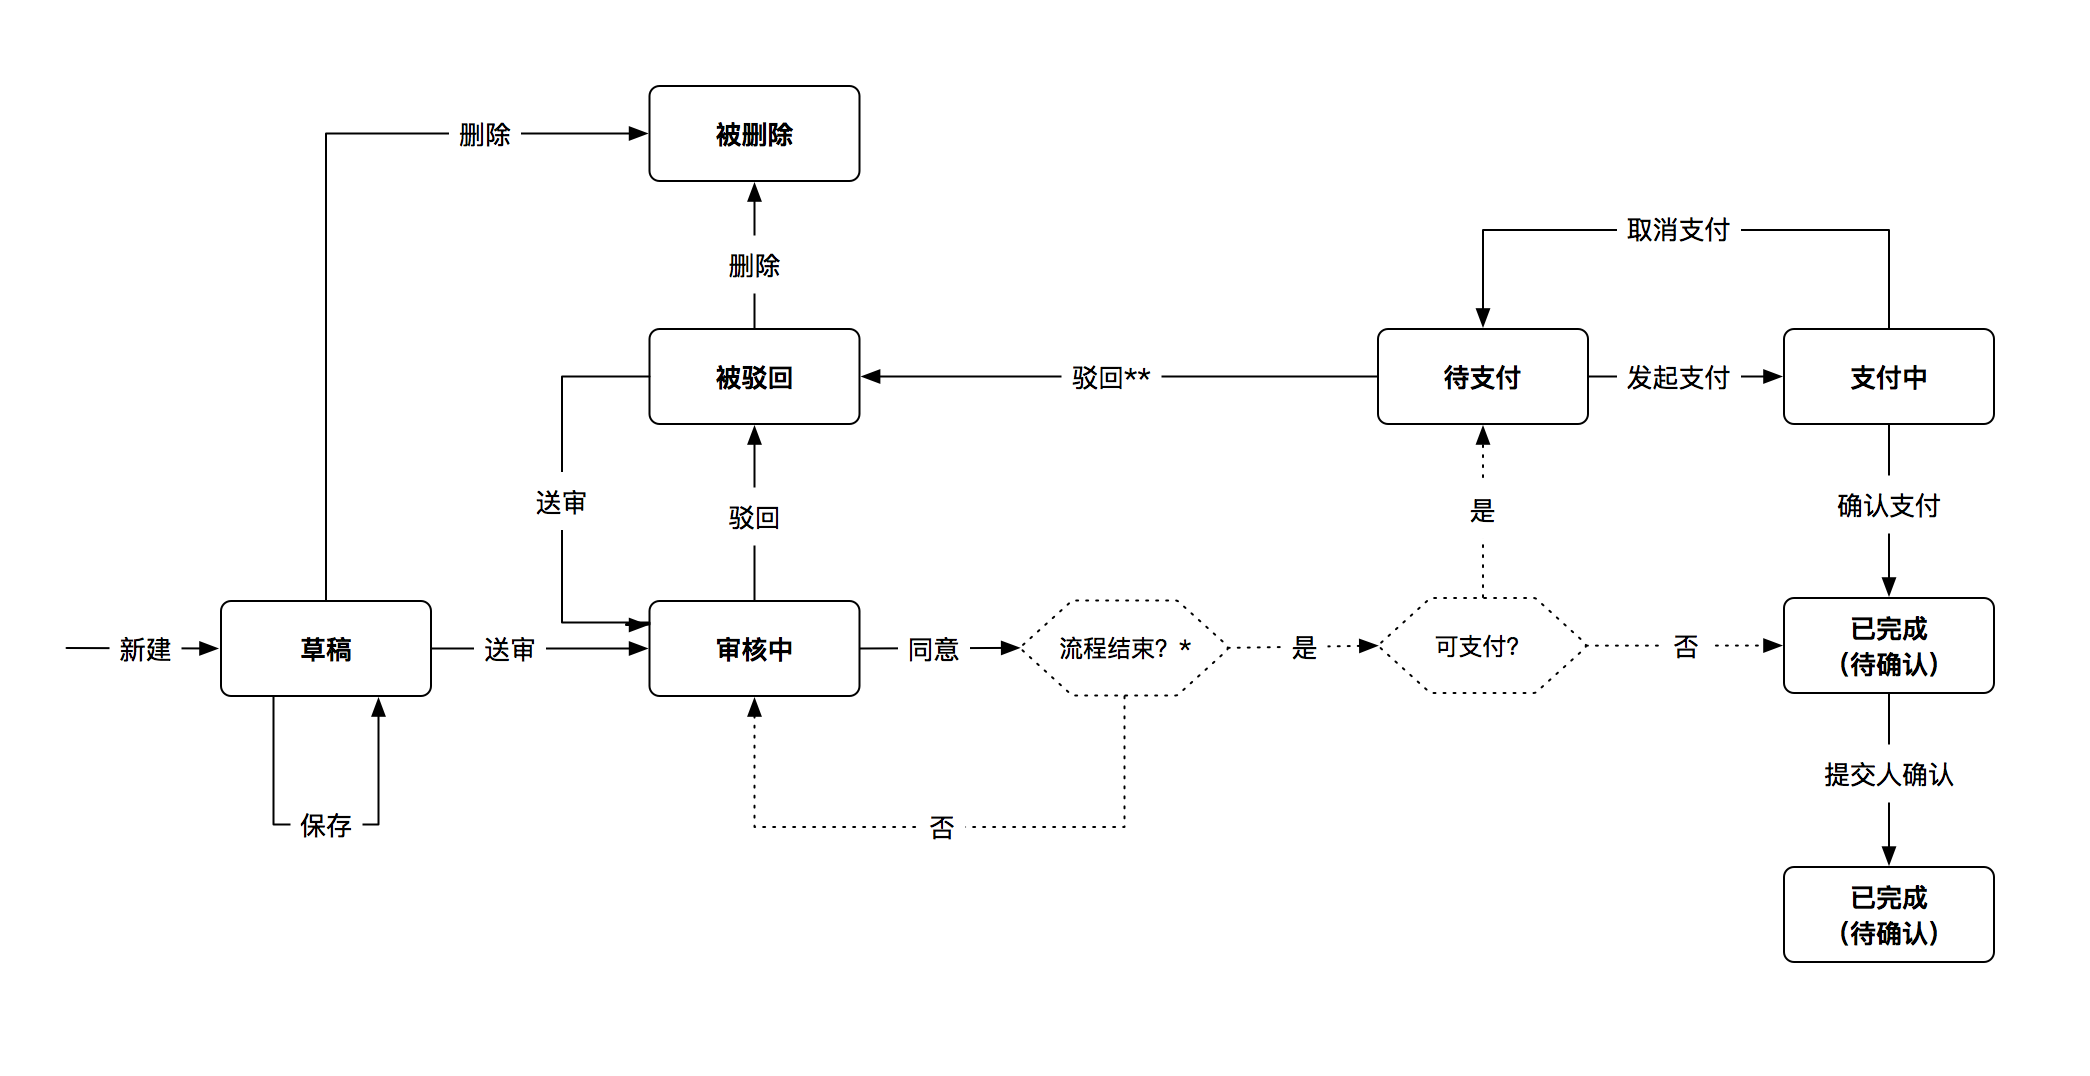 删除
被删除
取消支付
删除
被驳回
驳回**
待支付
发起支付
支付中
送审
驳回
是
确认支付
新建
草稿
送审
审核中
同意
流程结束？*
是
可支付?
否
已完成
（待确认）
提交人确认
保存
否
已完成
（待确认）